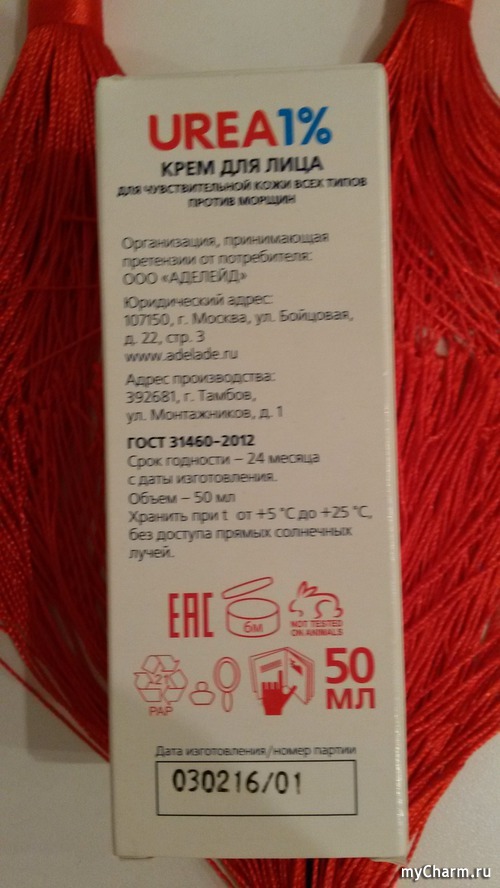 UREA1%
КРЕМ ДЛЯ ЛИЦА
ДЛЯ ЧУВСТВИТЕЛЬНОЙ КОЖИ ВСЕХ ТИПОВ
ПРОТИВ МОРЩИН
Организация, принимающая
претензии от потребителя:
ООО «АДЕЛЕЙД»
Юридический адрес:
107150, г. Москва, ул. Бойцовая,
д. 22, стр. 3
www.adelade.ru
Адрес производства:
392681, г. Тамбов,
ул. Монтажников, д. 1
ГОСТ 31460-2012
Срок годности – 24 месяца
с даты изготовления.
Объем – 50 мл
Хранить при t от +5 °C до +25 °C,
без доступа прямых солнечных
лучей.
EAC
6м
NOT TESTED
ON ANIMALS
21
PAP
50
МЛ
Дата изготовления/номер партии
030216/01
myCharm.ru